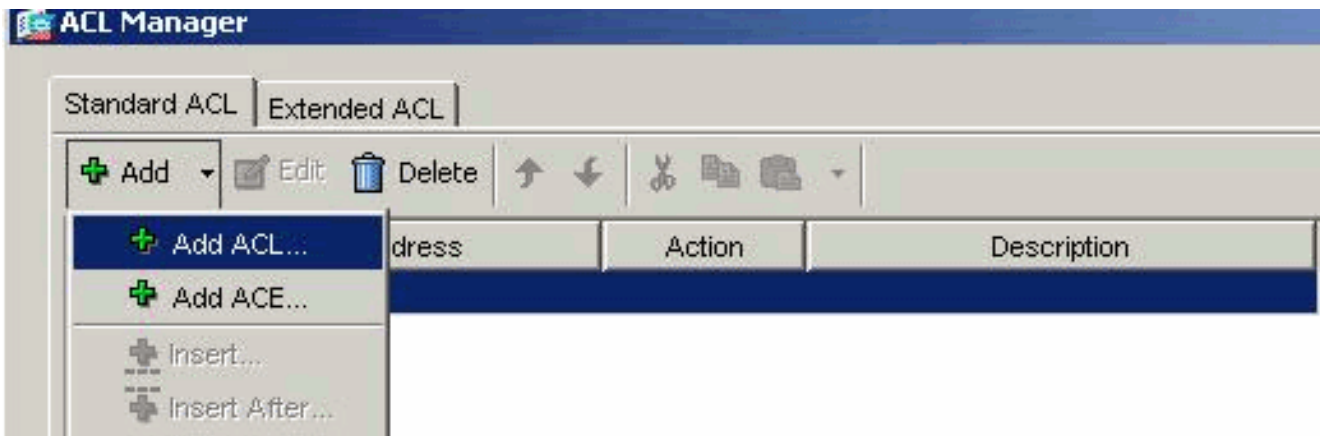 ACL Manager
Standard ACL Extended ACL
Add Edit Delete
Add ACL... dress Action Description
Add ACE...
Insert...
Insert After...